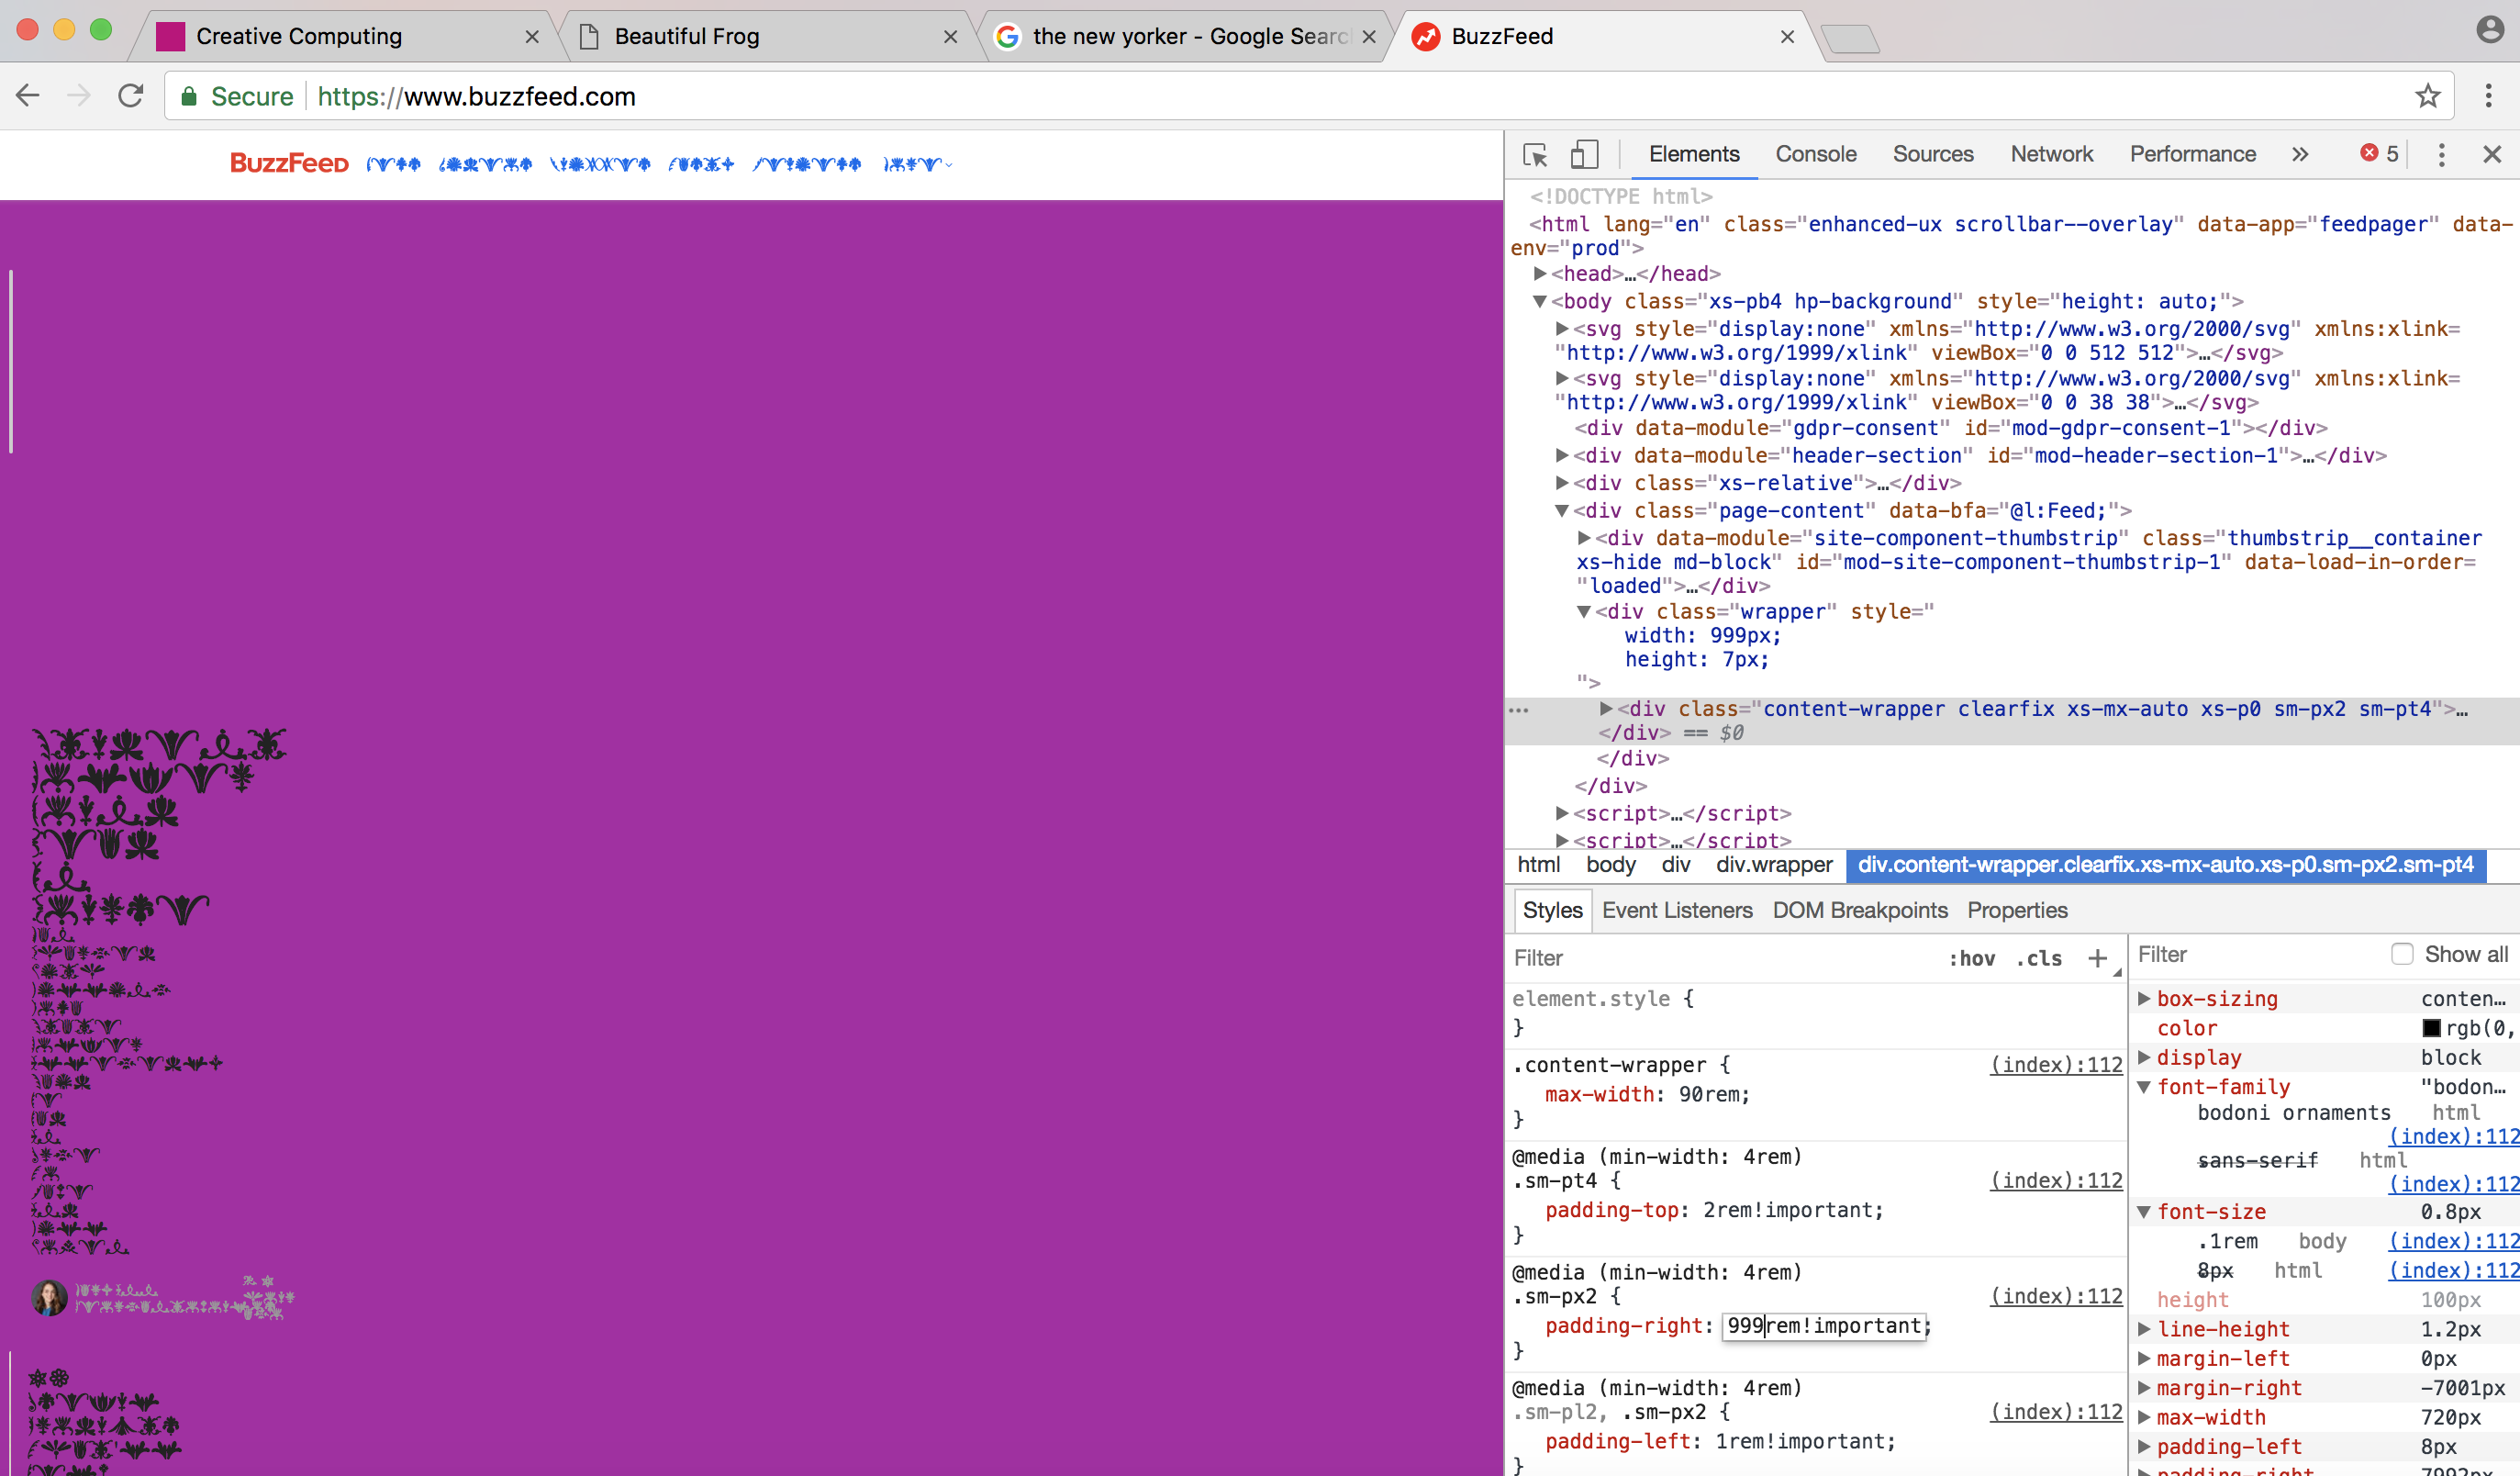 Creative Computing
Beautiful Frog
the new yorker - Google Searc
BuzzFeed
Secure https://www.buzzfeed.com
BuzzFeed
Elements Console Sources Network Performance » 5
<!DOCTYPE html>
<html lang="en" class="enhanced-ux scrollbar--overlay" data-app="feedpager" data-
env="prod">
<head>…</head>
<body class="xs-pb4 hp-background" style="height: auto;">
<svg style="display:none" xmlns="http://www.w3.org/2000/svg" xmlns:xlink=
"http://www.w3.org/1999/xlink" viewBox="0 0 512 512">…</svg>
<svg style="display:none" xmlns="http://www.w3.org/2000/svg" xmlns:xlink=
"http://www.w3.org/1999/xlink" viewBox="0 0 38 38">…</svg>
<div data-module="gdpr-consent" id="mod-gdpr-consent-1"></div>
<div data-module="header-section" id="mod-header-section-1">…</div>
<div class="xs-relative">…</div>
<div class="page-content" data-bfa="@l:Feed;">
<div data-module="site-component-thumbstrip" class="thumbstrip__container
xs-hide md-block" id="mod-site-component-thumbstrip-1" data-load-in-order=
"loaded">…</div>
<div class="wrapper" style="
width: 999px;
height: 7px;
">
… <div class="content-wrapper clearfix xs-mx-auto xs-p0 sm-px2 sm-pt4">…
</div> == $0
</div>
</div>
<script>…</script>
<script>…</script>
html body div div.wrapper div.content-wrapper.clearfix.xs-mx-auto.xs-p0.sm-px2.sm-pt4
Styles Event Listeners DOM Breakpoints Properties
Filter :hov .cls +
element.style {
}
.content-wrapper { (index):112
max-width: 90rem;
}
@media (min-width: 4rem)
.sm-pt4 { (index):112
padding-top: 2rem!important;
}
@media (min-width: 4rem)
.sm-px2 { (index):112
padding-right: 999rem!important;
}
@media (min-width: 4rem)
.sm-pl2, .sm-px2 { (index):112
padding-left: 1rem!important;
}
Filter Show all
box-sizing conten…
color rgb(0,
display block
font-family "bodon…
bodoni ornaments html
(index):112
sans-serif html
(index):112
font-size 0.8px
.1rem body (index):112
8px html (index):112
height 100px
line-height 1.2px
margin-left 0px
margin-right -7001px
max-width 720px
padding-left 8px
padding-right 7992px